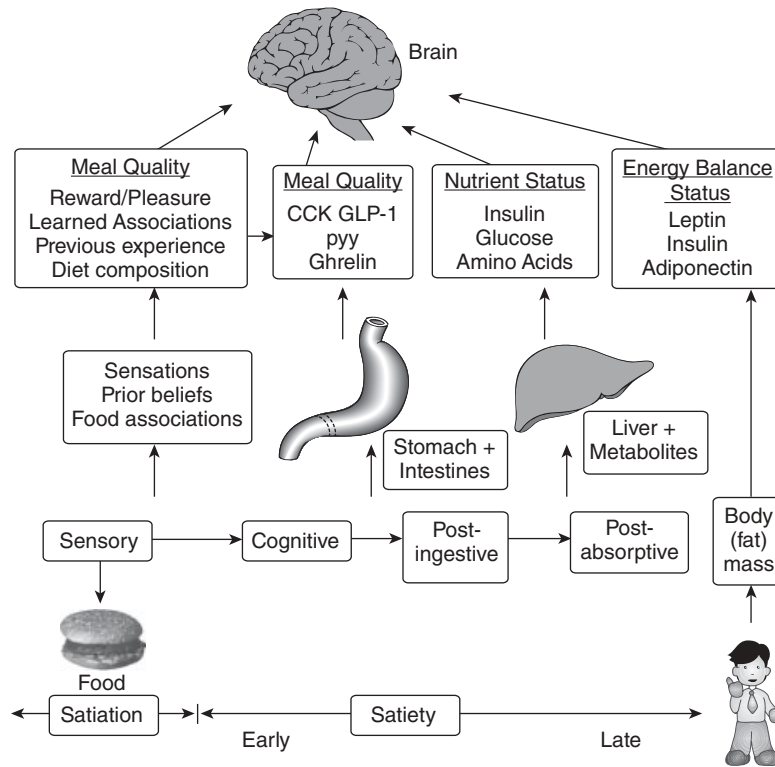 Brain
Meal Quality
Reward/Pleasure
Learned Associations
Previous experience
Diet composition
Meal Quality
CCK GLP-1
pyy
Ghrelin
Nutrient Status
Insulin
Glucose
Amino Acids
Energy Balance
Status
Leptin
Insulin
Adiponectin
Sensations
Prior beliefs
Food associations
Stomach +
Intestines
Liver +
Metabolites
Sensory
Cognitive
Post-
ingestive
Post-
absorptive
Body
(fat)
mass
Food
Satiation
Satiety
Early
Late